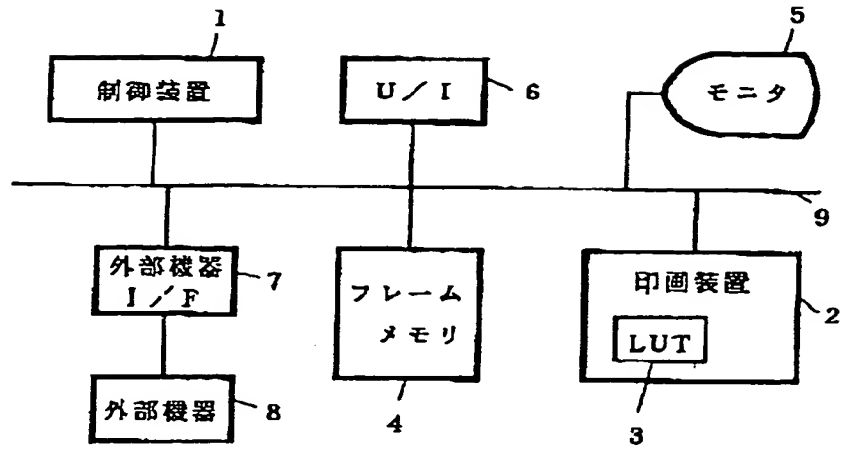 1
制御装置
U/I
6
5
モニタ
9
外部機器
I/F
7
外部機器
8
フレーム
メモリ
4
印画装置
2
LUT
3